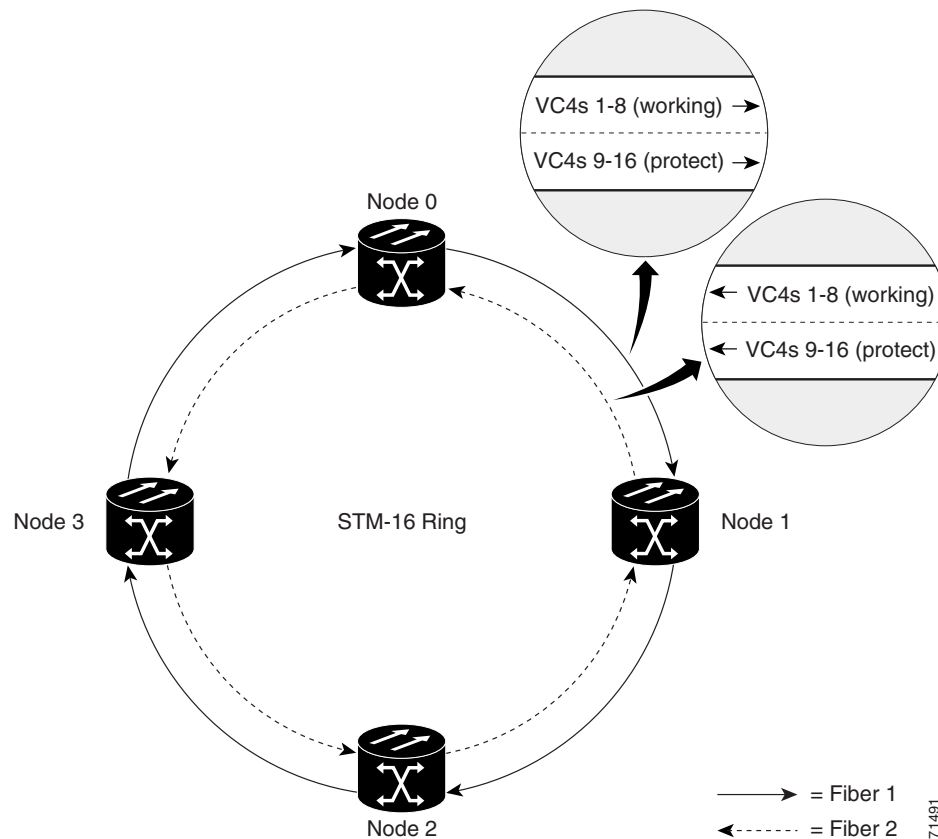 VC4s 1-8 (working)
VC4s 9-16 (protect)
Node 0
VC4s 1-8 (working)
VC4s 9-16 (protect)
Node 3
STM-16 Ring
Node 1
Node 2
= Fiber 1
= Fiber 2
71491